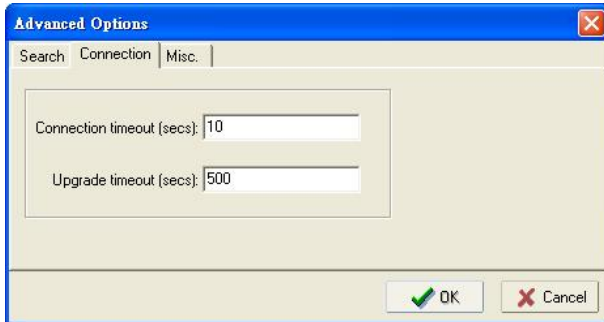 Advanced Options
Search Connection Misc.
Connection timeout (secs): 10
Upgrade timeout (secs): 500
OK Cancel